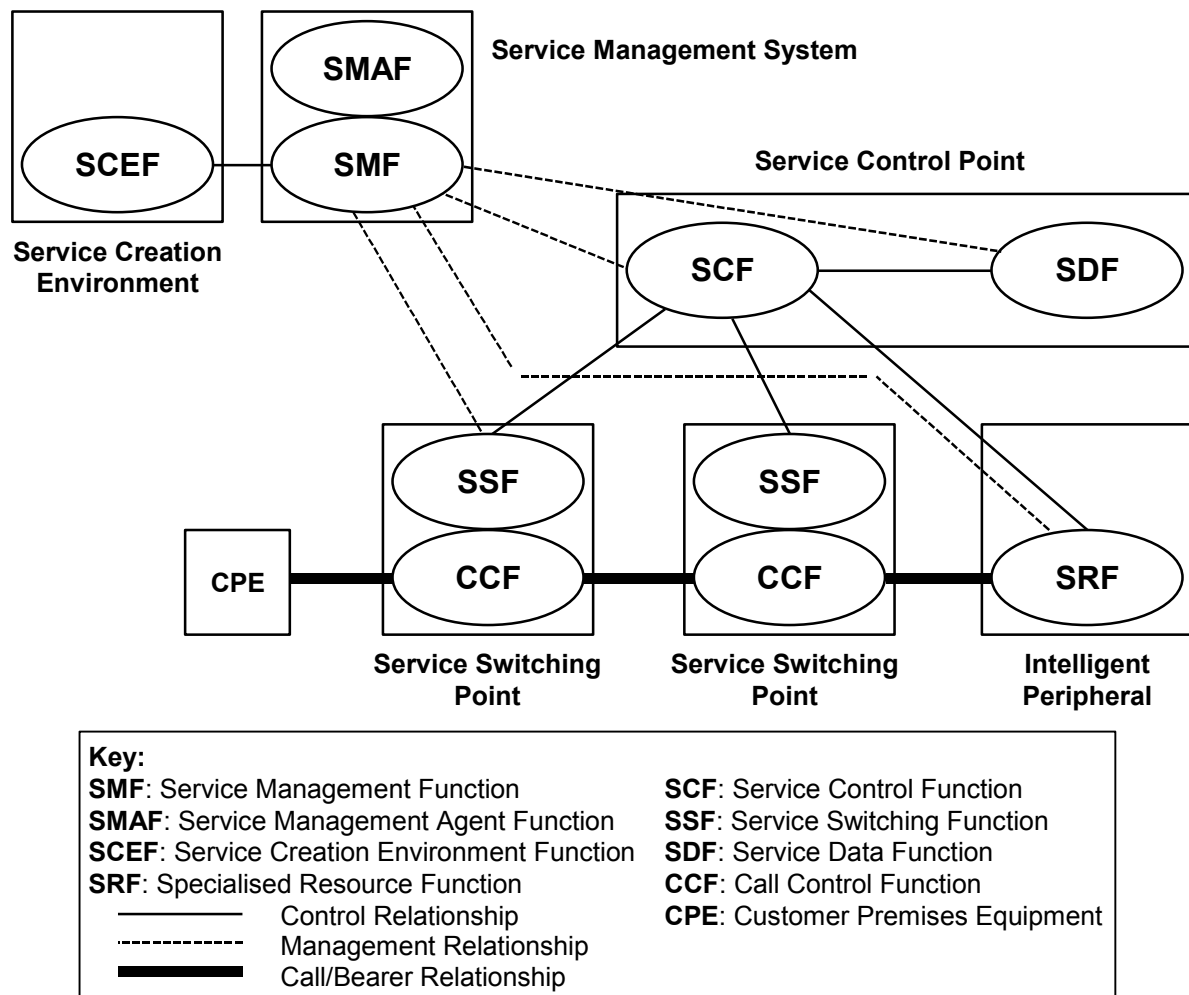 SMAF
Service Management System
SCEF
SMF
Service Control Point
Service Creation
Environment
SCF
SDF
SSF
SSF
CPE
CCF
CCF
SRF
Service Switching
Point
Service Switching
Point
Intelligent
Peripheral
Key:
SMF: Service Management Function
SMAF: Service Management Agent Function
SCEF: Service Creation Environment Function
SRF: Specialised Resource Function
Control Relationship
Management Relationship
Call/Bearer Relationship
SCF: Service Control Function
SSF: Service Switching Function
SDF: Service Data Function
CCF: Call Control Function
CPE: Customer Premises Equipment